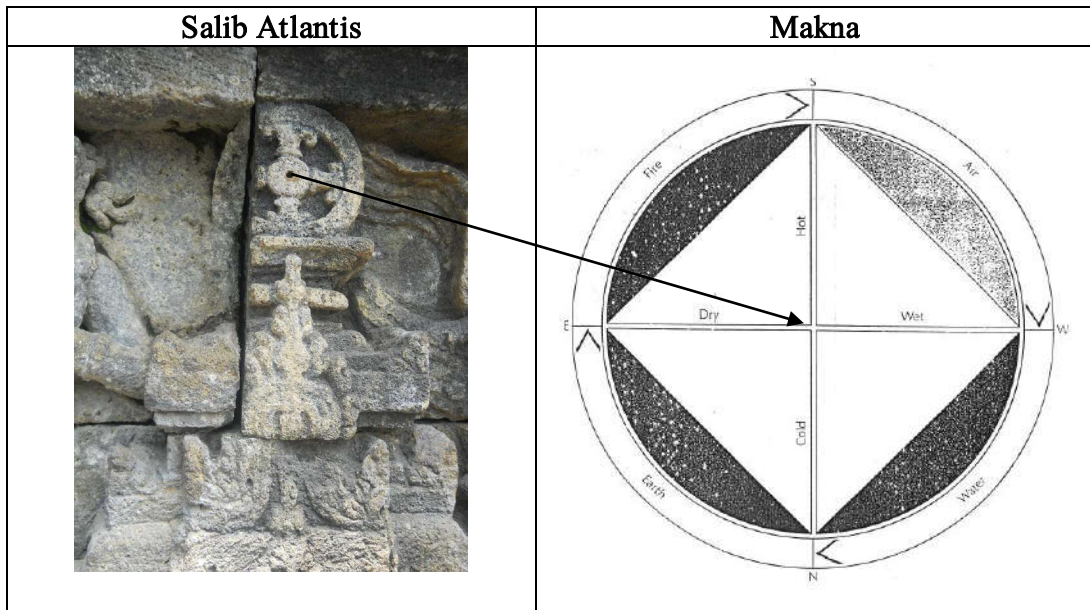 Salib Atlantis
Makna
S
Fire
Air
Hot
E
Dry
Wet
W
Cold
Earth
Water
N